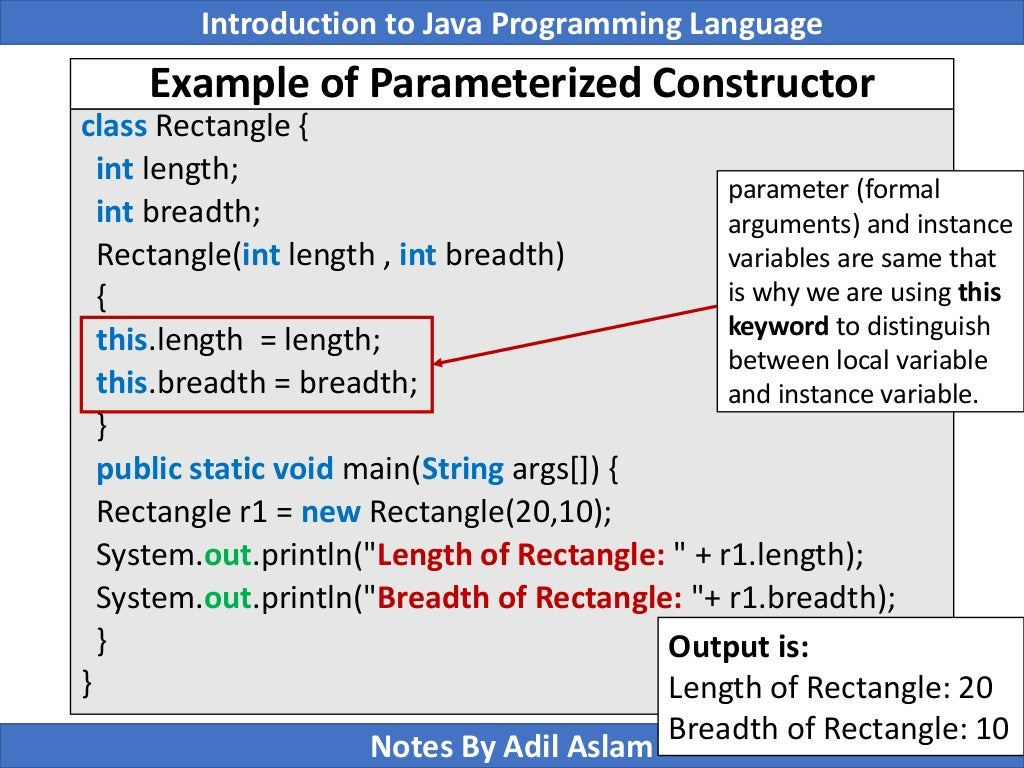 Introduction to Java Programming Language
Example of Parameterized Constructor
class Rectangle {
int length;
int breadth;
Rectangle(int length , int breadth)
{
this.length  = length;
this.breadth = breadth;
}
public static void main(String args[]) {
Rectangle r1 = new Rectangle(20,10);
System.out.println("Length of Rectangle: " + r1.length);
System.out.println("Breadth of Rectangle: "+ r1.breadth);
}
}
parameter (formal
arguments) and instance
variables are same that
is why we are using this
keyword to distinguish
between local variable
and instance variable.
Output is:
Length of Rectangle: 20
Breadth of Rectangle: 10
Notes By Adil Aslam